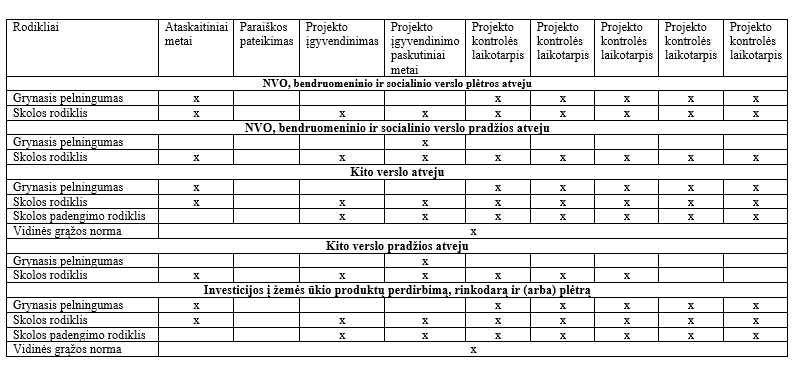 Rodikliai | Ataskaitiniai metai | Paraiškos pateikimas | Projekto įgyvendinimas | Projekto įgyvendinimo paskutiniai metai | Projekto kontrolės laikotarpis | Projekto kontrolės laikotarpis | Projekto kontrolės laikotarpis | Projekto kontrolės laikotarpis | Projekto kontrolės laikotarpis
NVO, bendruomeninio ir socialinio verslo plėtros atveju
Grynasis pelningumas | x | | | | x | x | x | x | x
Skolos rodiklis | x | | x | x | x | x | x | x | x
NVO, bendruomeninio ir socialinio verslo pradžios atveju
Grynasis pelningumas | | | | x | | | | |
Skolos rodiklis | x | | x | x | x | x | x | x | x
Kito verslo atveju
Grynasis pelningumas | x | | | | x | x | x | x | x
Skolos rodiklis | x | | x | x | x | x | x | x | x
Skolos padengimo rodiklis | | | x | x | x | x | x | x | x
Vidinės grąžos norma | x
Kito verslo pradžios atveju
Grynasis pelningumas | | | | x | | | | |
Skolos rodiklis | x | | x | x | x | x | x | |
Investicijos į žemės ūkio produktų perdirbimą, rinkodarą ir (arba) plėtrą
Grynasis pelningumas | x | | | | x | x | x | x | x
Skolos rodiklis | x | | x | x | x | x | x | x | x
Skolos padengimo rodiklis | | | x | x | x | x | x | x | x
Vidinės grąžos norma | x